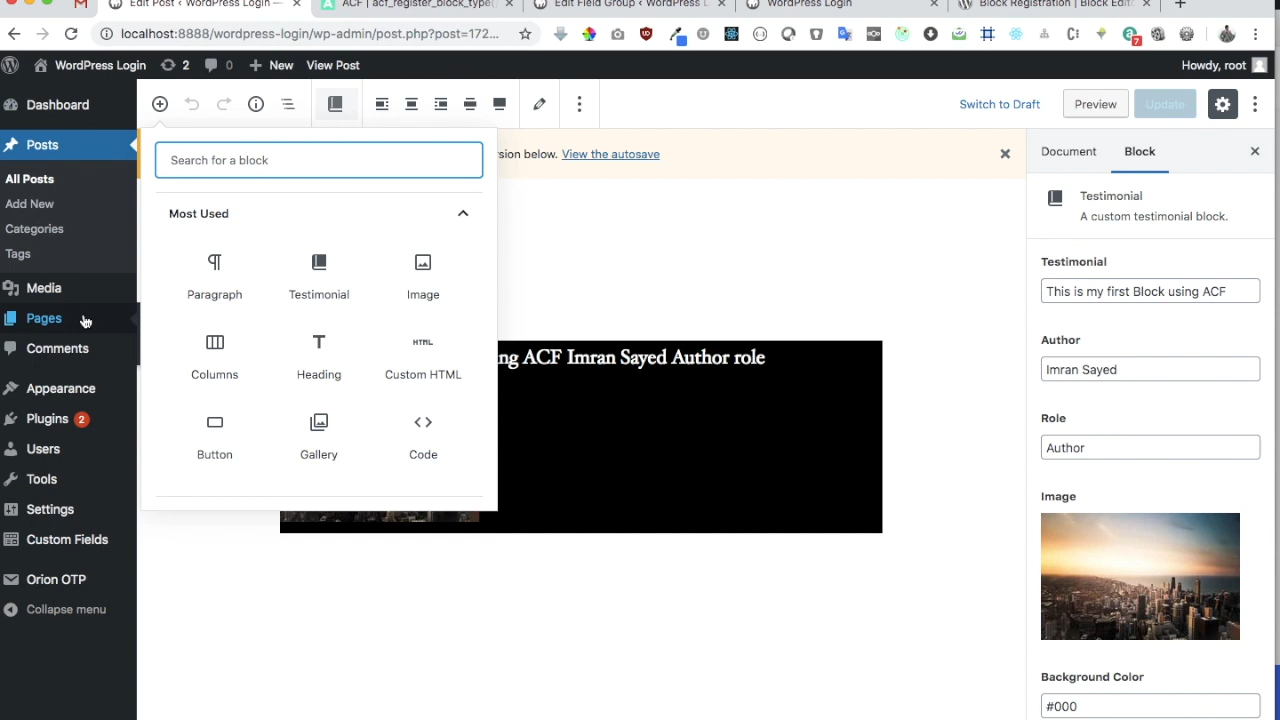 Edit Post ‹ WordPress Login —
ACF | acf_register_block_type(
Edit Field Group ‹ WordPress L
WordPress Login
Block Registration | Block Edit
localhost:8888/wordpress-login/wp-admin/post.php?post=172...
7
WordPress Login
2
0
New
View Post
Howdy, root
Dashboard
Posts
All Posts
Add New
Categories
Tags
Media
Pages
Comments
Appearance
Plugins 2
Users
Tools
Settings
Custom Fields
Orion OTP
Collapse menu
Switch to Draft
Preview
Update
Search for a block
Most Used
Paragraph
Testimonial
Image
Columns
Heading
HTML
Custom HTML
Button
Gallery
Code
rsion below. View the autosave
ng ACF Imran Sayed Author role
Document
Block
Testimonial
A custom testimonial block.
Testimonial
This is my first Block using ACF
Author
Imran Sayed
Role
Author
Image
Background Color
#000